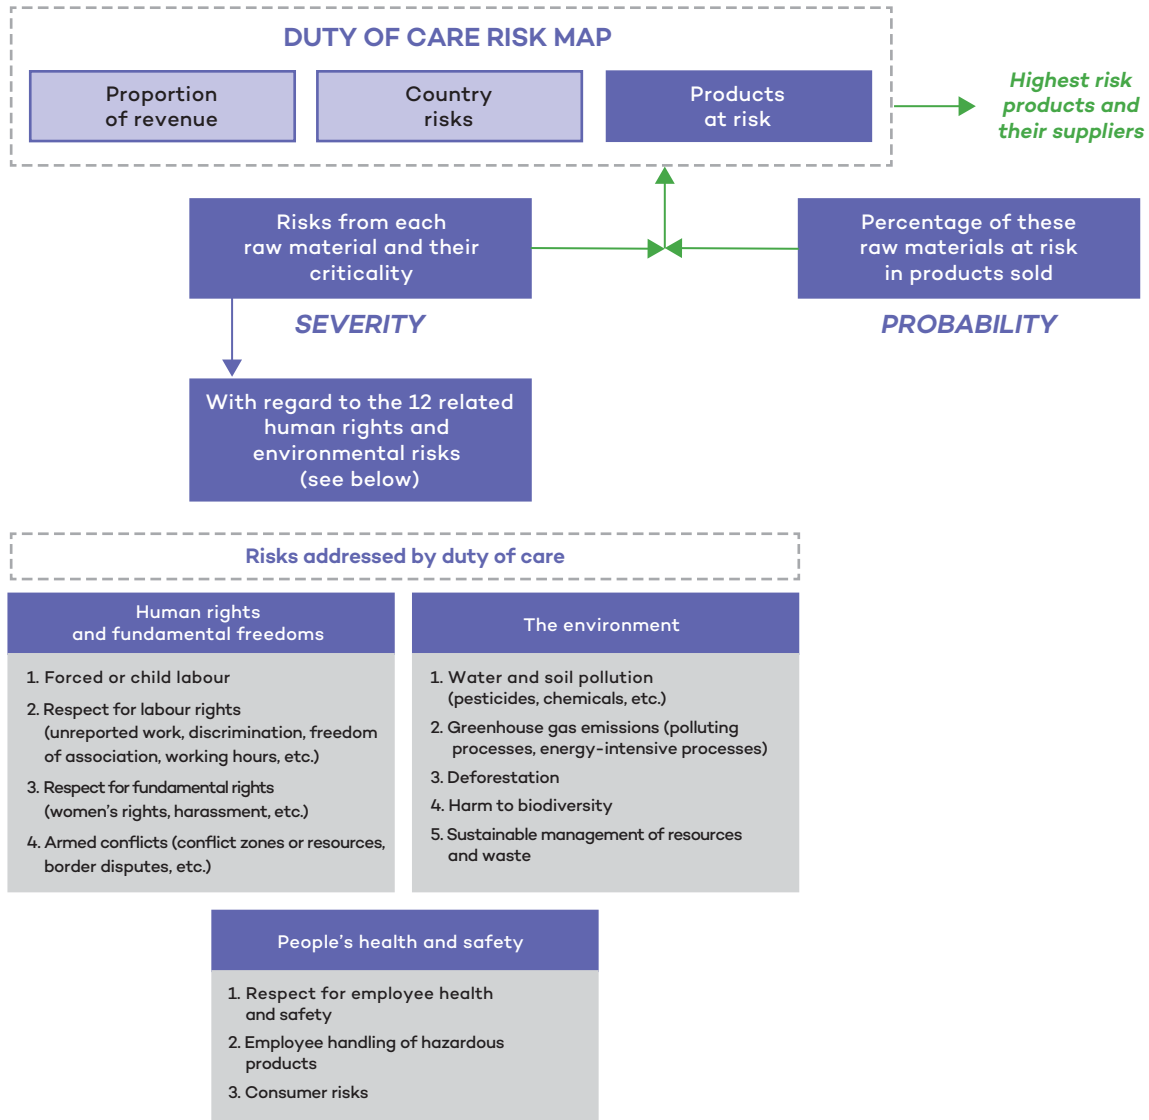 DUTY OF CARE RISK MAP
Proportion
of revenue
Country
risks
Products
at risk
Highest risk
products and
their suppliers
Risks from each
raw material and their
criticality
Percentage of these
raw materials at risk
in products sold
SEVERITY
PROBABILITY
With regard to the 12 related
human rights and
environmental risks
(see below)
Risks addressed by duty of care
Human rights
and fundamental freedoms
1. Forced or child labour
2. Respect for labour rights
(unreported work, discrimination, freedom
of association, working hours, etc.)
3. Respect for fundamental rights
(women's rights, harassment, etc.)
4. Armed conflicts (conflict zones or resources,
border disputes, etc.)
The environment
1. Water and soil pollution
(pesticides, chemicals, etc.)
2. Greenhouse gas emissions (polluting
processes, energy-intensive processes)
3. Deforestation
4. Harm to biodiversity
5. Sustainable management of resources
and waste
People's health and safety
1. Respect for employee health
and safety
2. Employee handling of hazardous
products
3. Consumer risks